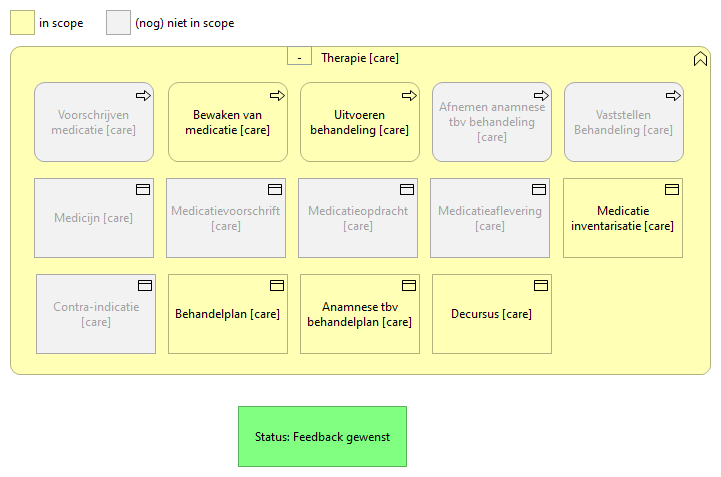 in scope
(nog) niet in scope
-
Therapie [care]
Voorschrijven
medicatie [care]
Bewaken van
medicatie [care]
Uitvoeren
behandeling [care]
Afnemen anamnese
tbv behandeling
[care]
Vaststellen
Behandeling [care]
Medicijn [care]
Medicatievoorschrift
[care]
Medicatieopdracht
[care]
Medicatieaflevering
[care]
Medicatie
inventarisatie [care]
Contra-indicatie
[care]
Behandelplan [care]
Anamnese tbv
behandelplan [care]
Decursus [care]
Status: Feedback gewenst